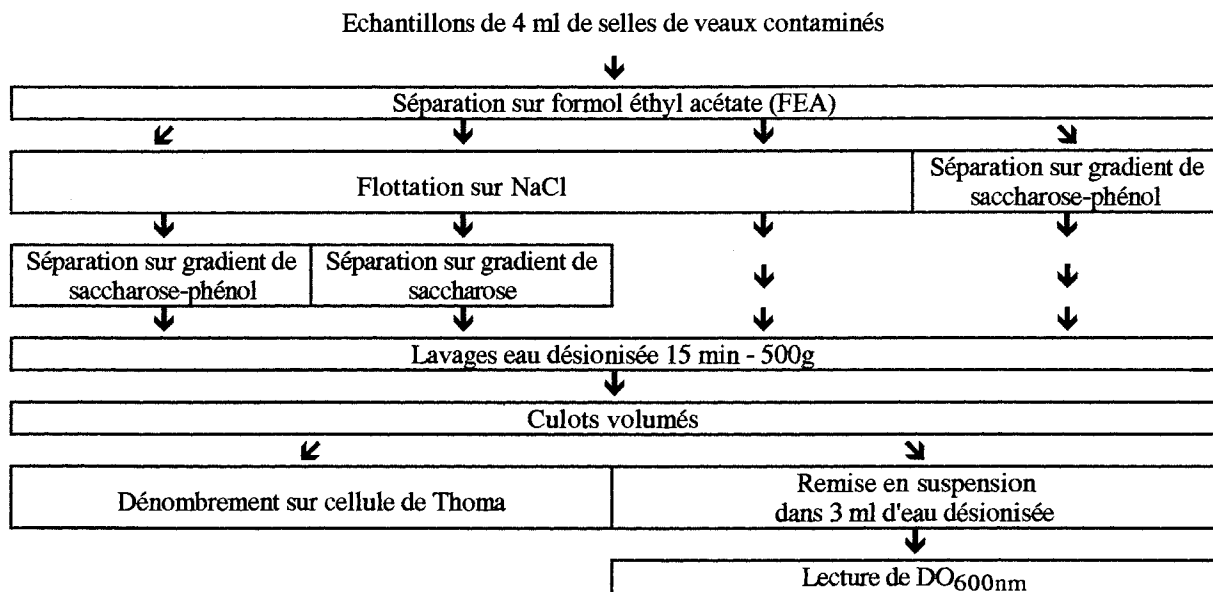 Echantillons de 4 ml de selles de veaux contaminés
Séparation sur formol éthyl acétate (FEA)
Flottation sur NaCl
Séparation sur gradient de
saccharose-phénol
Séparation sur gradient de
saccharose-phénol
Séparation sur gradient de
saccharose
Lavages eau désionisée 15 min - 500g
Culots volumés
Dénombrement sur cellule de Thoma
Remise en suspension
dans 3 ml d'eau désionisée
Lecture de DO600nm